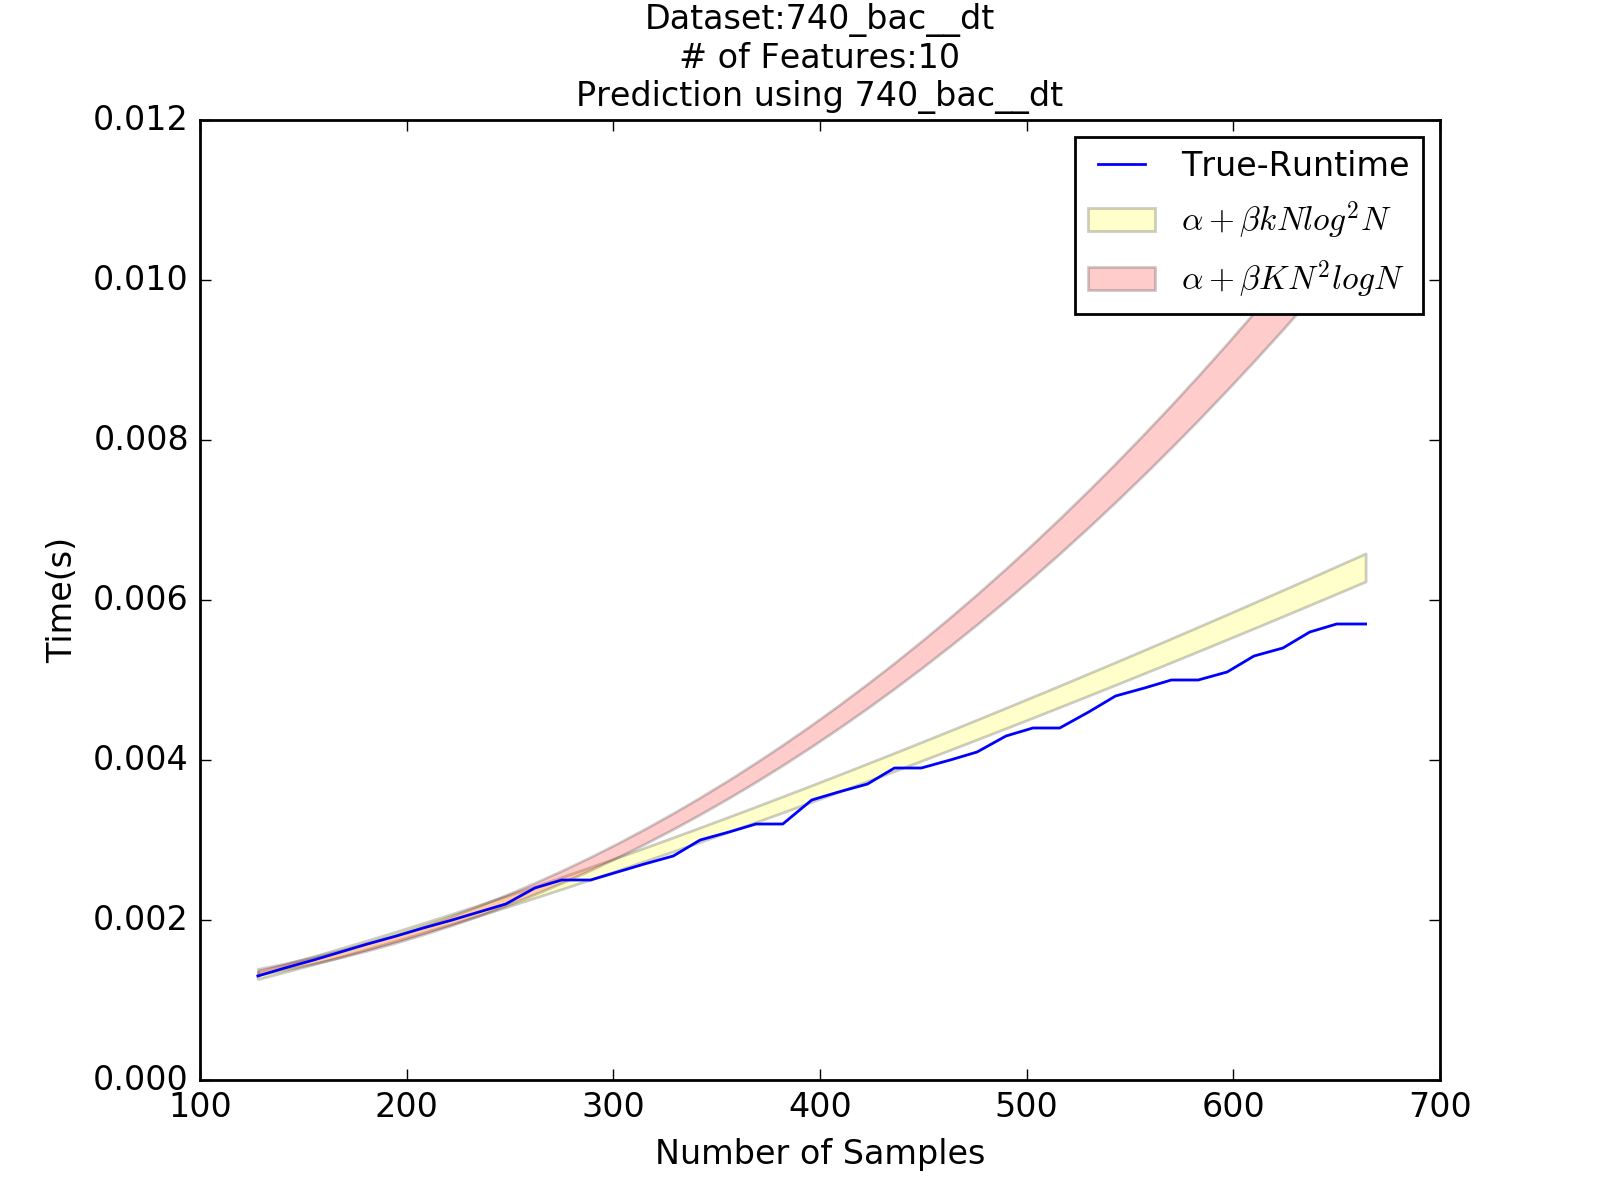 Dataset:740_bac__dt
# of Features:10
Prediction using 740_bac__dt
0.012
0.010
0.008
0.006
0.004
0.002
0.000
Time(s)
True-Runtime
α + βkNlog²N
α + βKN²logN
100 200 300 400 500 600 700
Number of Samples